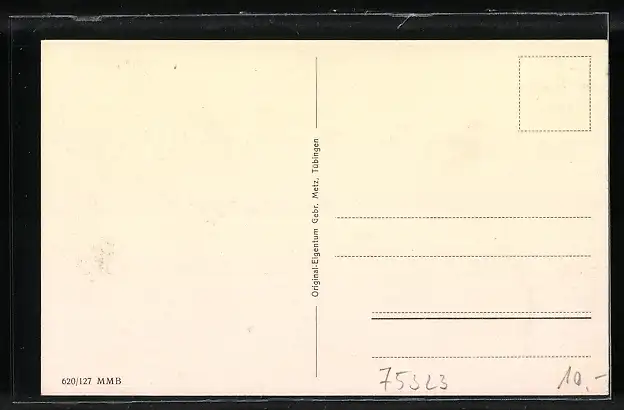 Original-Eigentum Gebr. Metz, Tübingen
620/127 MMB
75323
10.-